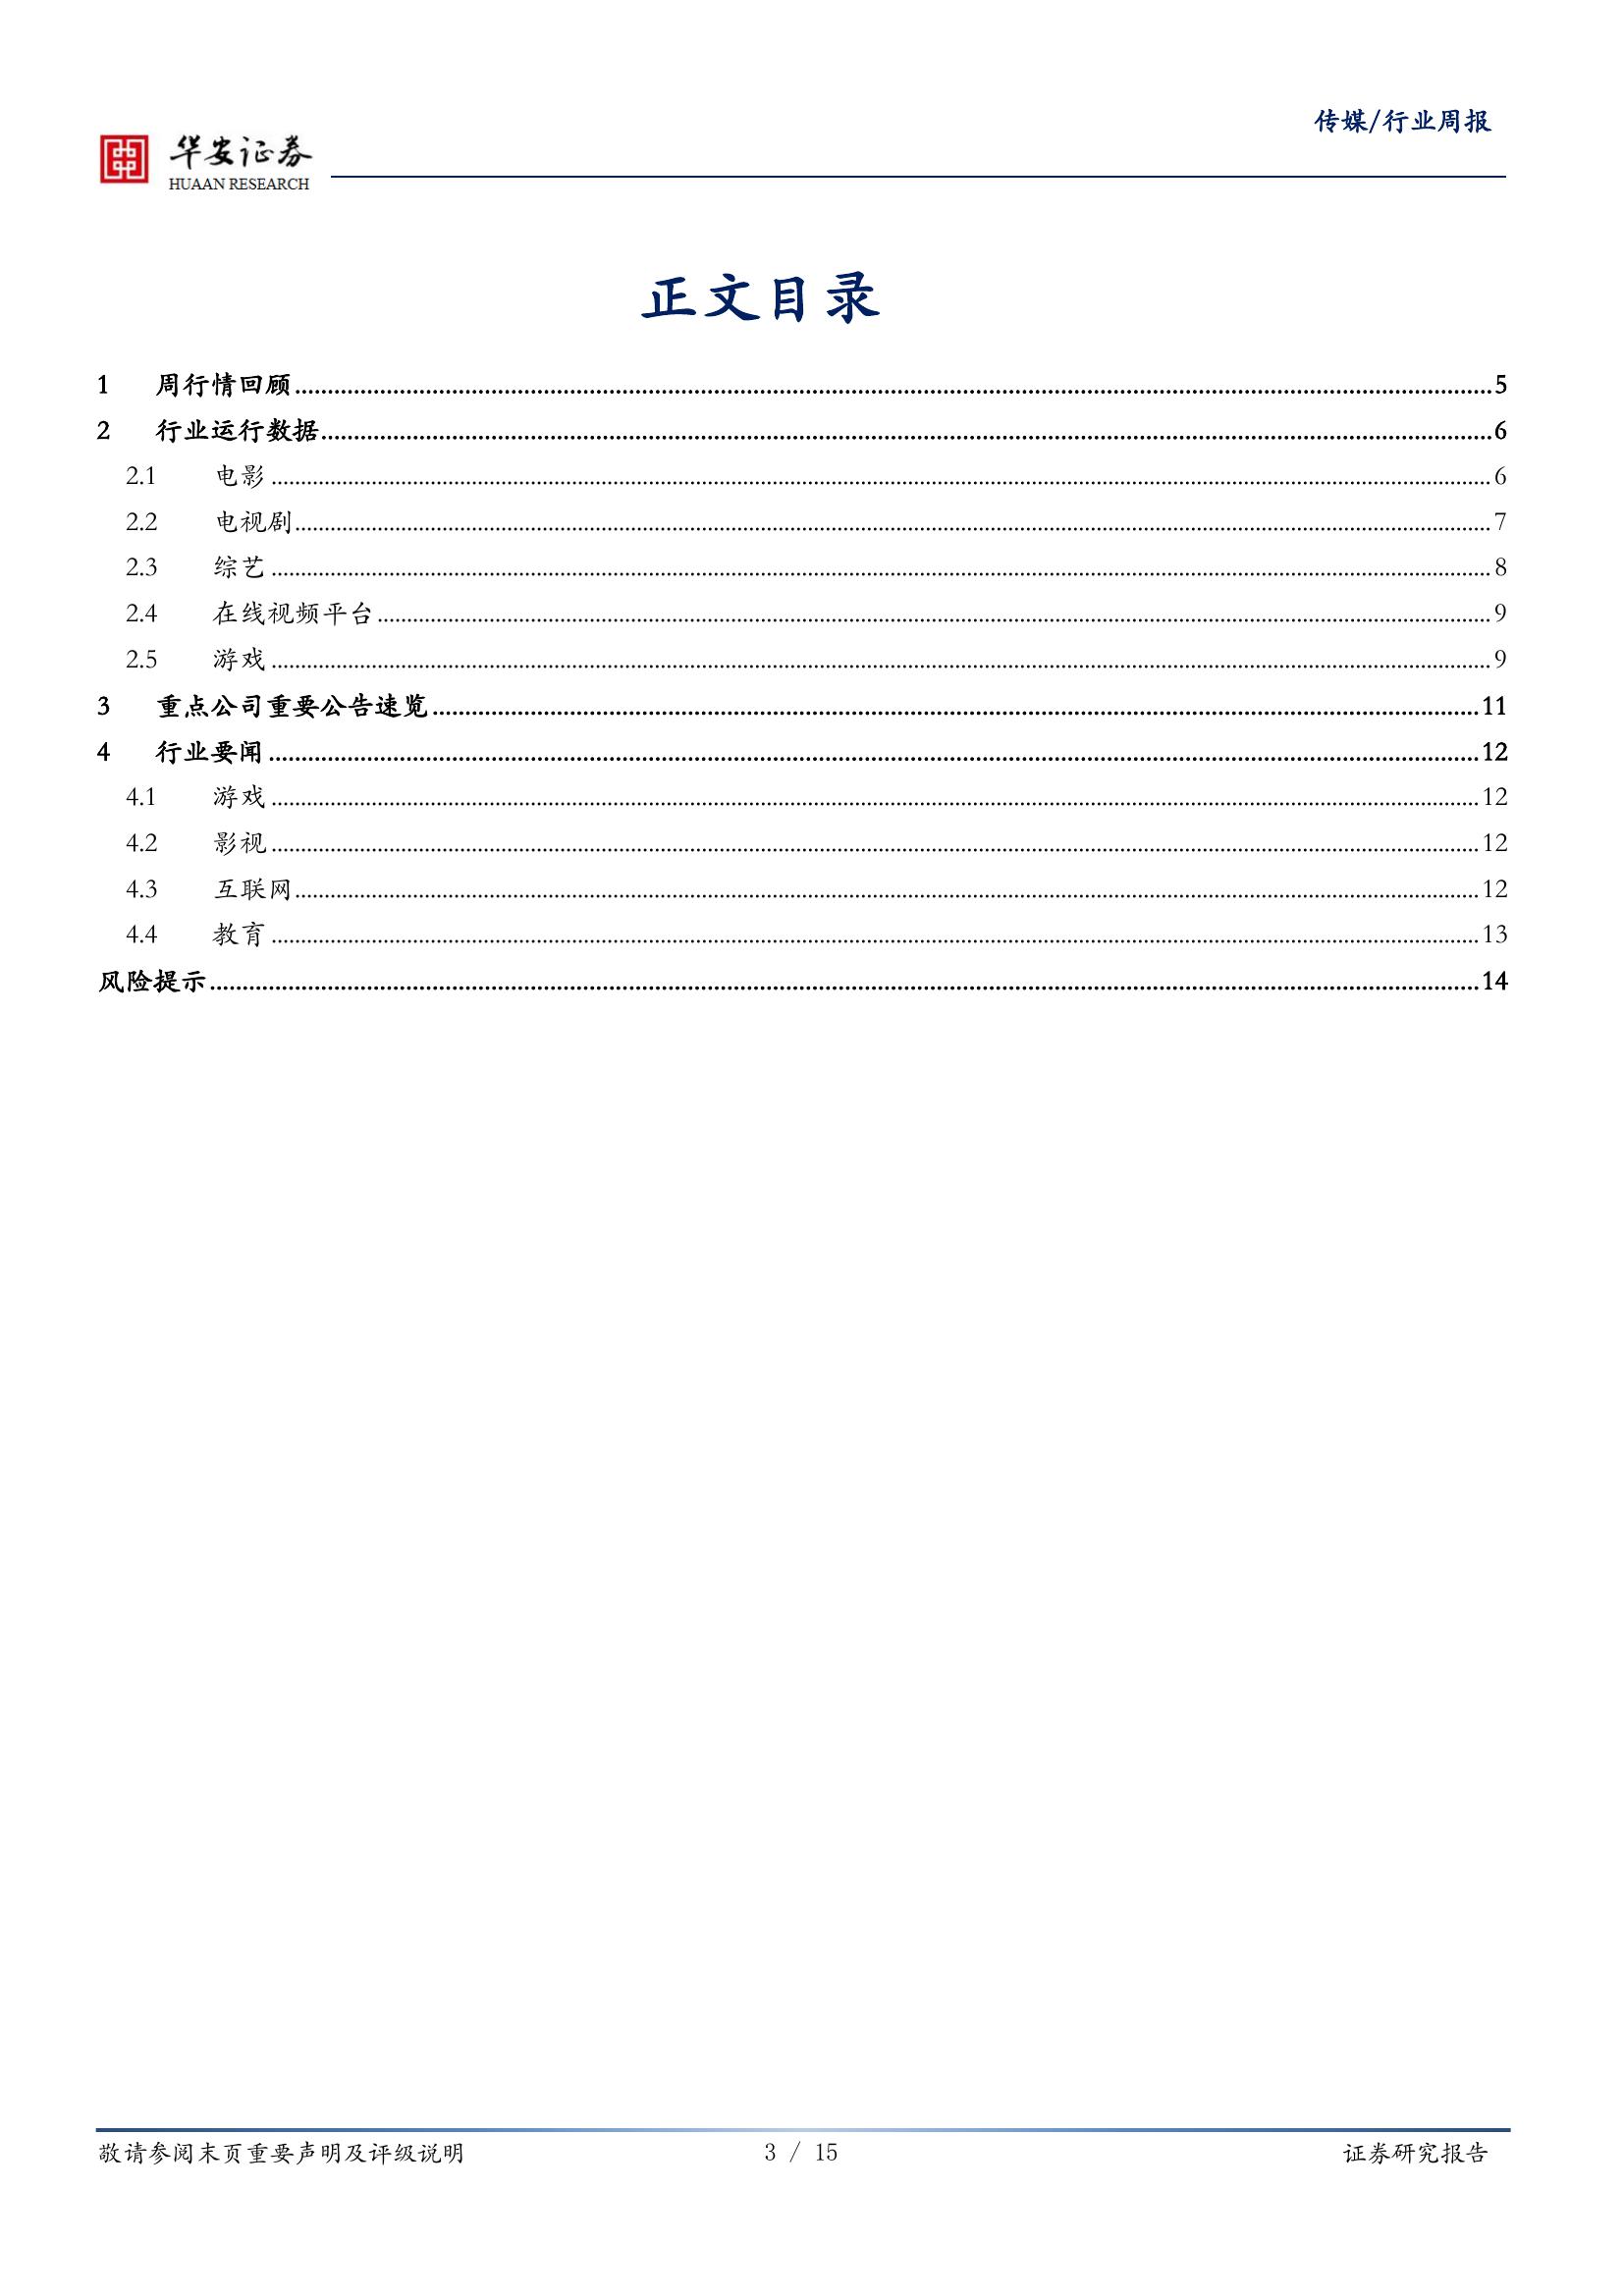 传媒/行业周报
华安证券
HUAAN RESEARCH
正文目录
1 周行情回顾 5
2 行业运行数据 6
2.1 电影 6
2.2 电视剧 7
2.3 综艺 8
2.4 在线视频平台 9
2.5 游戏 9
3 重点公司重要公告速览 11
4 行业要闻 12
4.1 游戏 12
4.2 影视 12
4.3 互联网 12
4.4 教育 13
风险提示 14
敬请参阅末页重要声明及评级说明 3 / 15 证券研究报告